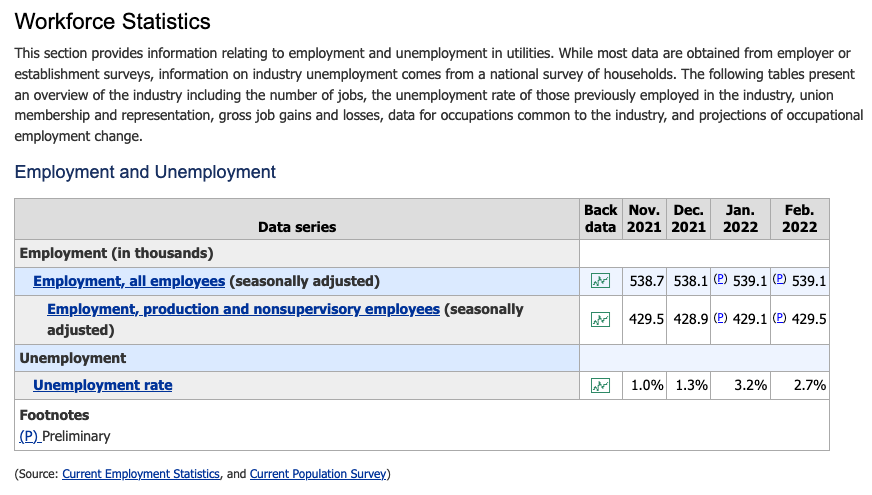 Workforce Statistics
This section provides information relating to employment and unemployment in utilities. While most data are obtained from employer or
establishment surveys, information on industry unemployment comes from a national survey of households. The following tables present
an overview of the industry including the number of jobs, the unemployment rate of those previously employed in the industry, union
membership and representation, gross job gains and losses, data for occupations common to the industry, and projections of occupational
employment change.
Employment and Unemployment
Data series Back data Nov. 2021 Dec. 2021 Jan. 2022 Feb. 2022
Employment (in thousands)
Employment, all employees (seasonally adjusted) 538.7 538.1 (P) 539.1 (P) 539.1
Employment, production and nonsupervisory employees (seasonally
adjusted) 429.5 428.9 (P) 429.1 (P) 429.5
Unemployment
Unemployment rate 1.0% 1.3% 3.2% 2.7%
Footnotes
(P) Preliminary
(Source: Current Employment Statistics, and Current Population Survey)